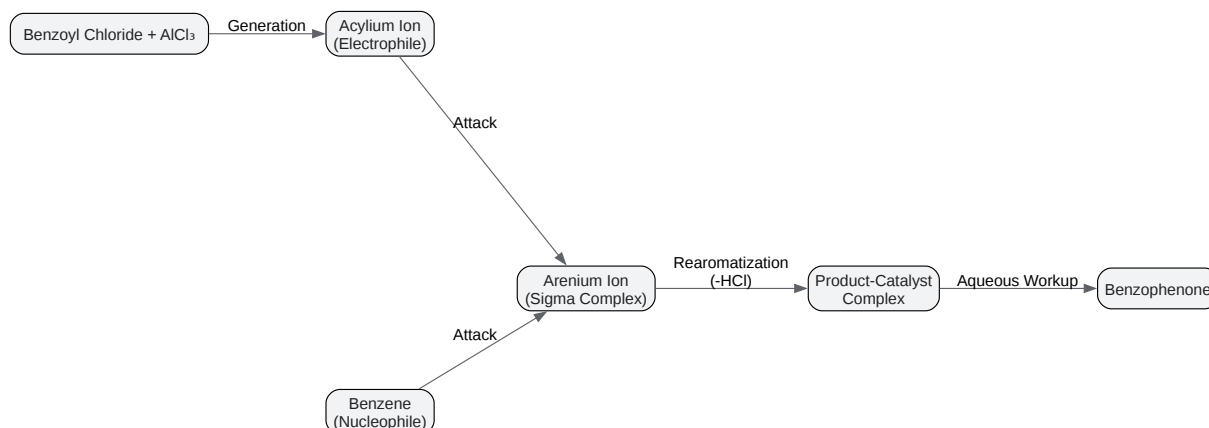 Benzoyl Chloride + AlCl₃
Generation
Acylium Ion
(Electrophile)
Attack
Arenium Ion
(Sigma Complex)
Rearomatization
(-HCl)
Product-Catalyst
Complex
Aqueous Workup
Benzophenone
Attack
Benzene
(Nucleophile)